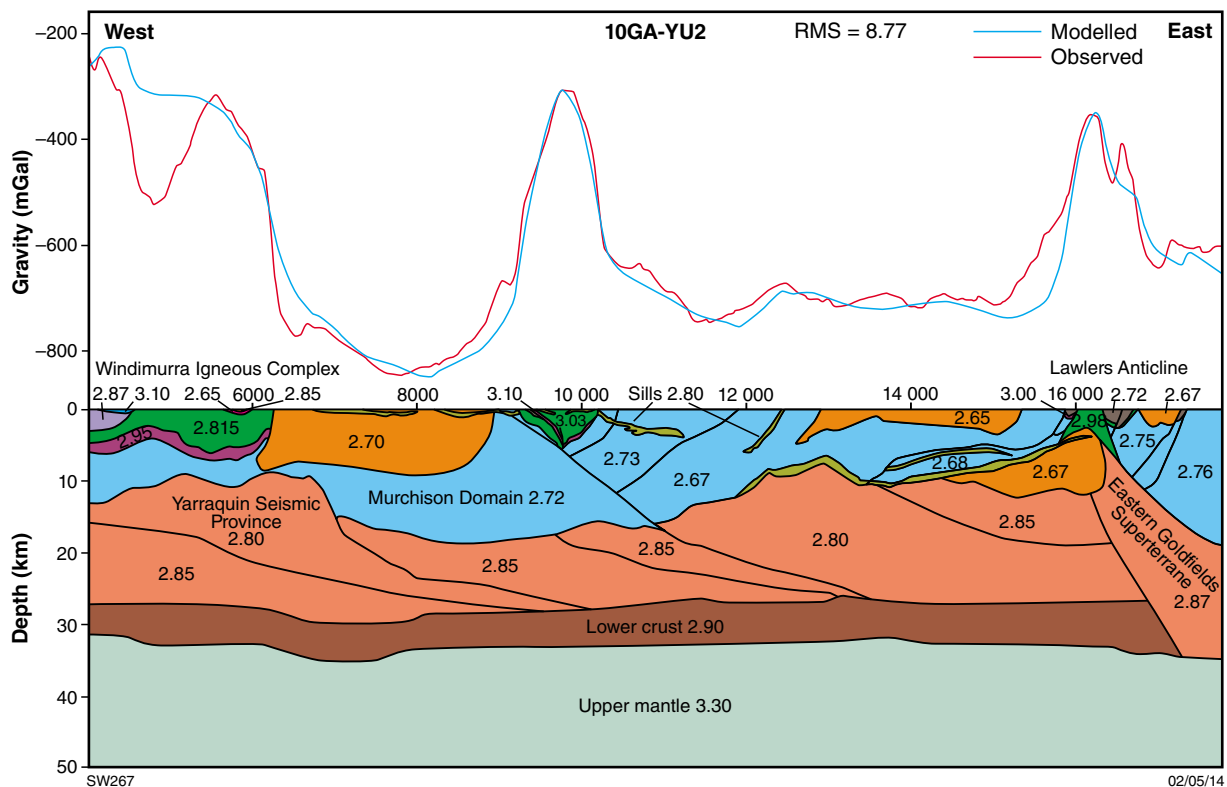 West 10GA-YU2 RMS = 8.77 Modelled East
Observed
Gravity (mGal)
–200
–400
–600
–800
Windimurra Igneous Complex Lawlers Anticline
2.87 3.10 2.65 6000 2.85 8000 3.10 10 000 Sills 2.80 12 000 14 000 3.00 16 000 2.72 2.67
Depth (km)
0
10
20
30
40
50
2.95
2.815
2.70
3.03
2.73
2.67
2.65
2.68
2.67
2.98
2.75
2.76
Murchison Domain 2.72
Yarraquin Seismic
Province
2.80
2.85
2.85
2.85
2.80
2.85
Eastern Goldfields
Superterrane
2.87
Lower crust 2.90
Upper mantle 3.30
SW267 02/05/14